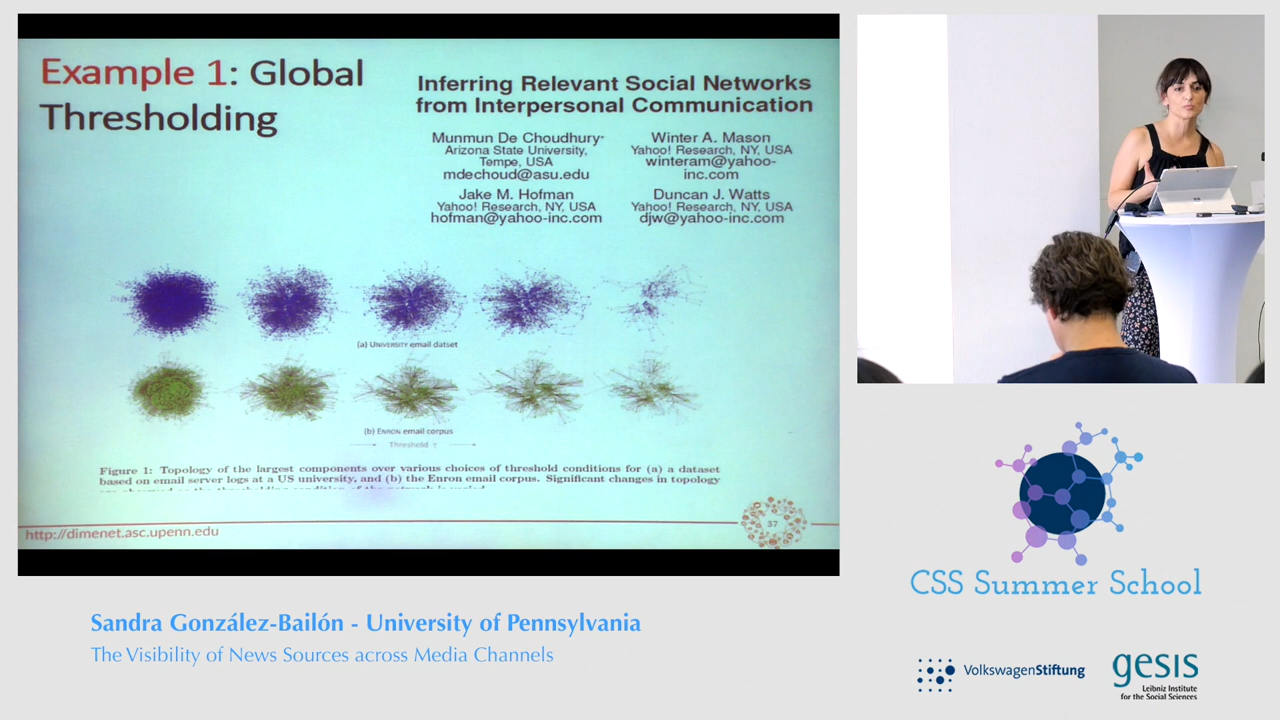 Example 1: Global
Thresholding
Inferring Relevant Social Networks
from Interpersonal Communication
Munmun De Choudhury*
Arizona State University,
Tempe, USA
mdechoud@asu.edu
Winter A. Mason
Yahoo! Research, NY, USA
winteram@yahoo-
inc.com
Jake M. Hofman
Yahoo! Research, NY, USA
hofman@yahoo-inc.com
Duncan J. Watts
Yahoo! Research, NY, USA
djw@yahoo-inc.com
(a) UNIVERSITY email datset
(b) ENRON email corpus
Threshold τ
Figure 1: Topology of the largest components over various choices of threshold conditions for (a) a dataset
based on email server logs at a US university, and (b) the Enron email corpus. Significant changes in topology
http://dimenet.asc.upenn.edu
37
CSS Summer School
Sandra González-Bailón - University of Pennsylvania
The Visibility of News Sources across Media Channels
VolkswagenStiftung
gesis
Leibniz Institute
for the Social Sciences